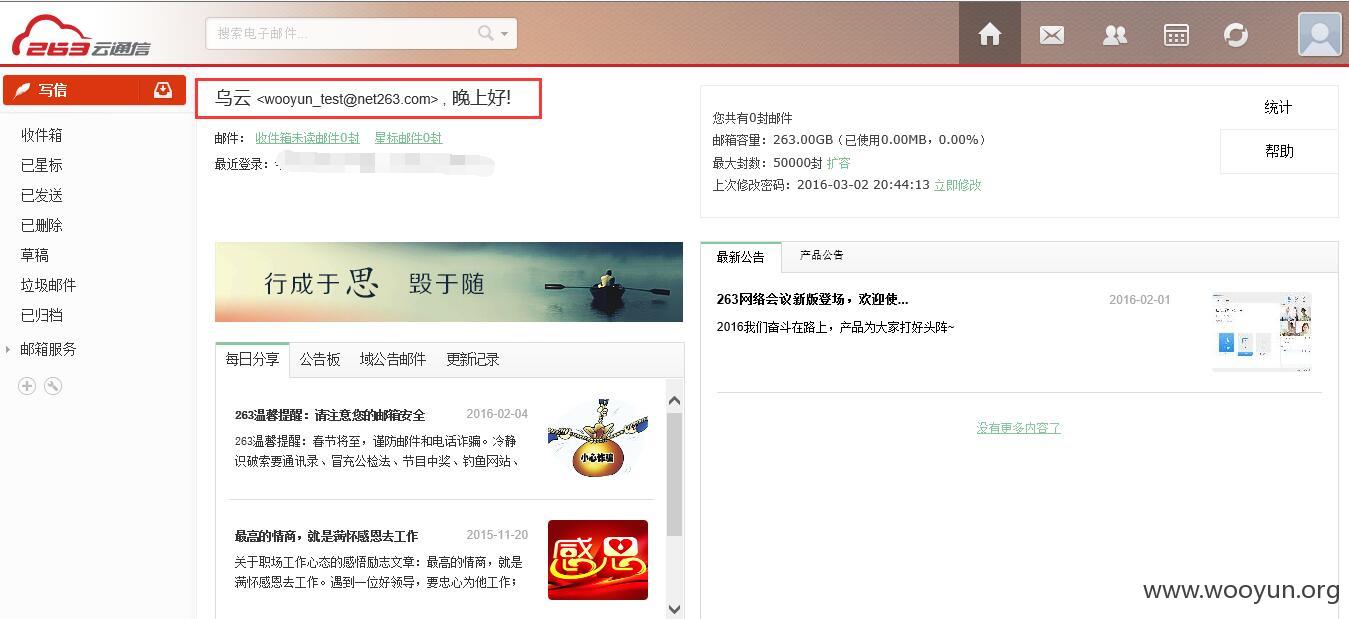 263云通信
搜索电子邮件...
写信
乌云 <wooyun_test@net263.com> , 晚上好!
收件箱
已星标
已发送
已删除
草稿
垃圾邮件
已归档
邮箱服务
邮件： 收件箱未读邮件0封 星标邮件0封
最近登录：
您共有0封邮件
邮箱容量：263.00GB（已使用0.00MB，0.00%）
最大封数：50000封 扩容
上次修改密码：2016-03-02 20:44:13 立即修改
统计
帮助
行成于思 毁于随
每日分享 公告板 域公告邮件 更新记录
263温馨提醒：请注意您的邮箱安全 2016-02-04
263温馨提醒：春节将至，谨防邮件和电话诈骗。冷静
识破索要通讯录、冒充公检法、节目中奖、钓鱼网站、
小心诈骗
最高的情商，就是满怀感恩去工作 2015-11-20
关于职场工作心态的感悟励志文章：最高的情商，就是
满怀感恩去工作。遇到一位好领导，要忠心为他工作；
感恩
最新公告 产品公告
263网络会议新版登场，欢迎使... 2016-02-01
2016我们奋斗在路上，产品为大家打好头阵~
没有更多内容了
www.wooyun.org